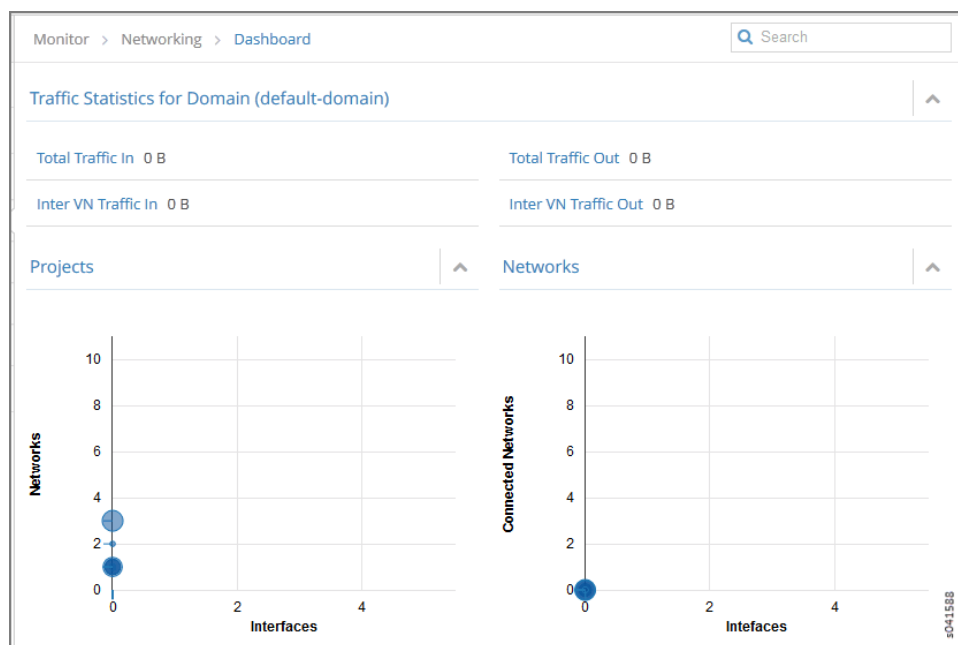 Monitor > Networking > Dashboard
Search
Traffic Statistics for Domain (default-domain)
Total Traffic In 0 B
Total Traffic Out 0 B
Inter VN Traffic In 0 B
Inter VN Traffic Out 0 B
Projects
Networks
10
8
6
4
2
0
Networks
0 2 4
Interfaces
10
8
6
4
2
0
Connected Networks
0 2 4
Intefaces
s041588